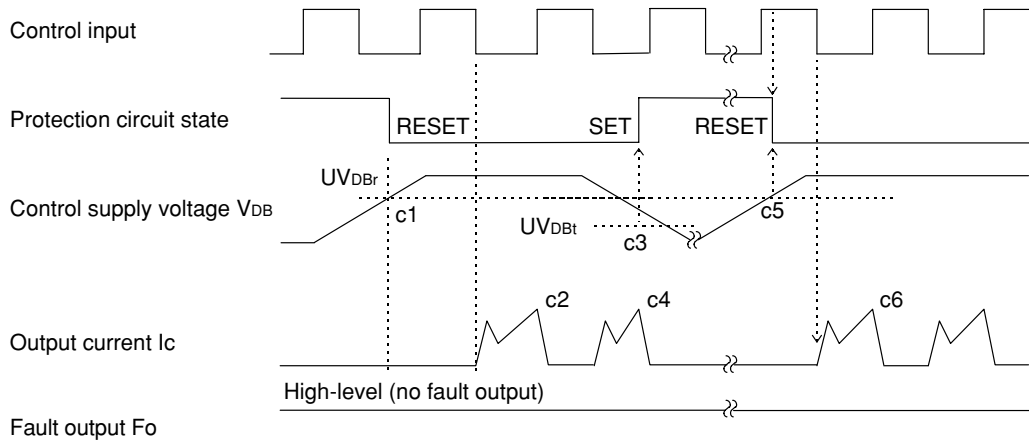 Control input
Protection circuit state
RESET
SET
RESET
UVDBr
Control supply voltage VDB
c1
UVDBt
c3
c5
c2
c4
c6
Output current Ic
High-level (no fault output)
Fault output Fo